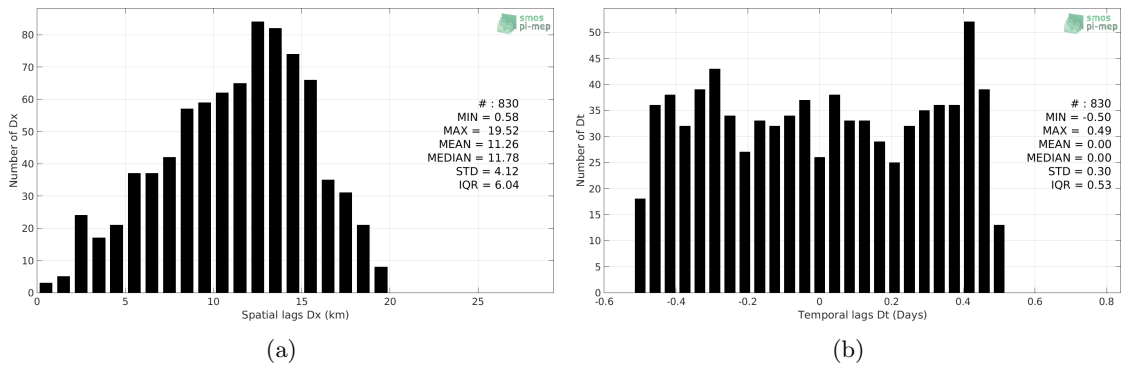 smos
pi-mep
80
70
60
50
40
30
20
10
0
Number of Dx
# : 830
MIN = 0.58
MAX = 19.52
MEAN = 11.26
MEDIAN = 11.78
STD = 4.12
IQR = 6.04
0 5 10 15 20 25
Spatial lags Dx (km)
(a)
smos
pi-mep
50
45
40
35
30
25
20
15
10
5
0
Number of Dt
# : 830
MIN = -0.50
MAX = 0.49
MEAN = 0.00
MEDIAN = 0.00
STD = 0.30
IQR = 0.53
-0.6 -0.4 -0.2 0 0.2 0.4 0.6 0.8
Temporal lags Dt (Days)
(b)